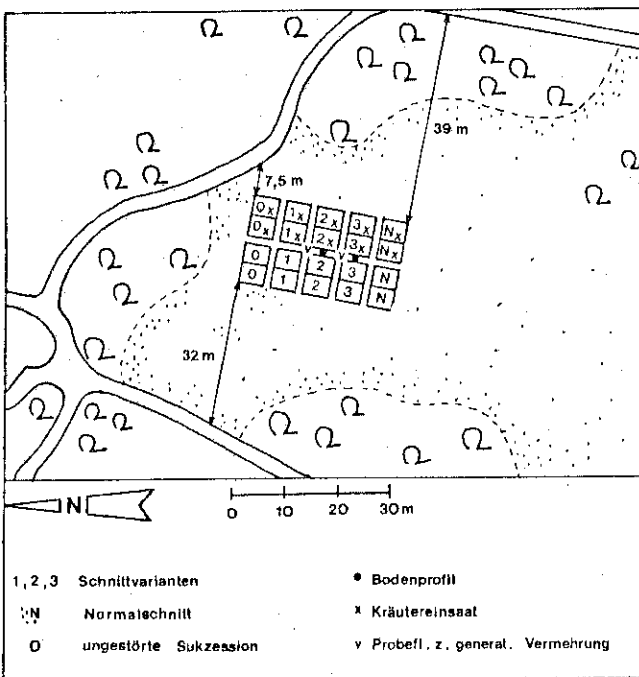 39 m
7,5 m
0x 1x 2x 3x Nx
0x 1x 2x 3x Nx
v v
0 1 2 3 N
0 1 2 3 N
32 m
N
0 10 20 30 m
1, 2, 3 Schnittvarianten
N Normalschnitt
0 ungestörte Sukzession
● Bodenprofil
x Kräutereinsaat
v Probefl. z. generat. Vermehrung